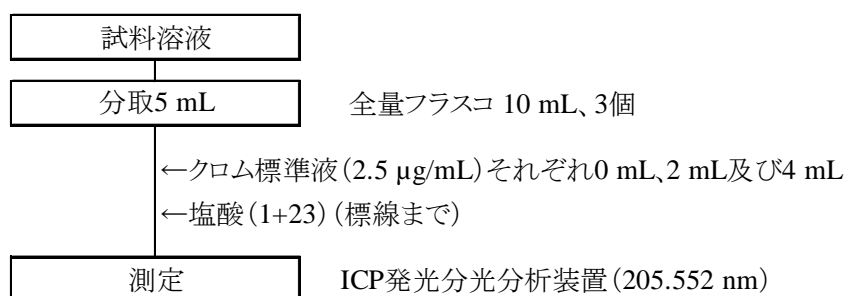 試料溶液
分取5 mL 全量フラスコ 10 mL、3個
←クロム標準液(2.5 µg/mL)それぞれ0 mL、2 mL及び4 mL
←塩酸(1+23)(標線まで)
測定 ICP発光分光分析装置(205.552 nm)